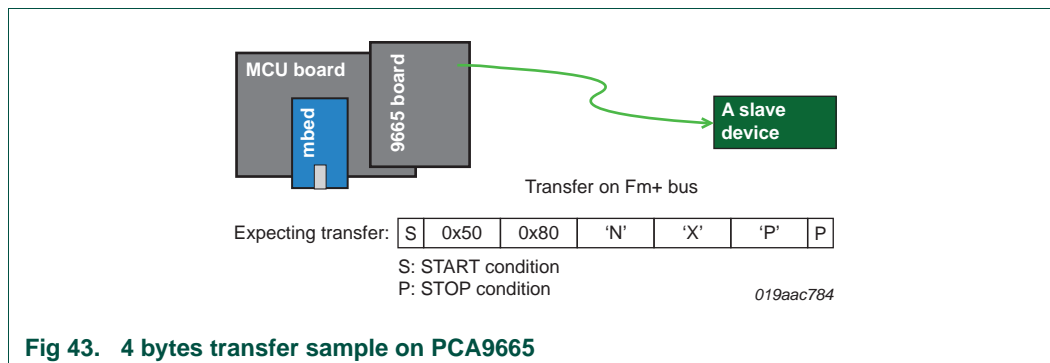 MCU board
9665 board
mbed
A slave
device
Transfer on Fm+ bus
Expecting transfer: S 0x50 0x80 ‘N’ ‘X’ ‘P’ P
S: START condition
P: STOP condition
019aac784
Fig 43. 4 bytes transfer sample on PCA9665